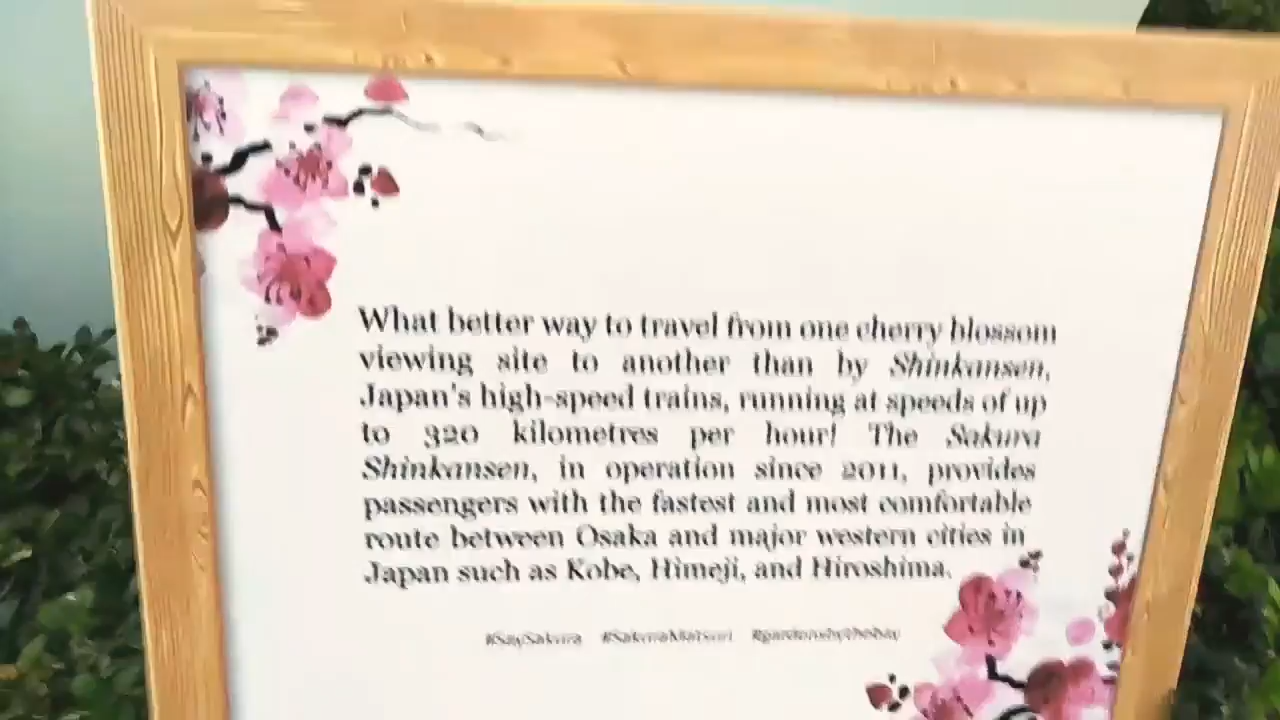 What better way to travel from one cherry blossom
viewing site to another than by Shinkansen,
Japan's high-speed trains, running at speeds of up
to 320 kilometres per hour! The Sakura
Shinkansen, in operation since 2011, provides
passengers with the fastest and most comfortable
route between Osaka and major western cities in
Japan such as Kobe, Himeji, and Hiroshima.
#SaySakura #SakuraMatsuri #gardensbythebay